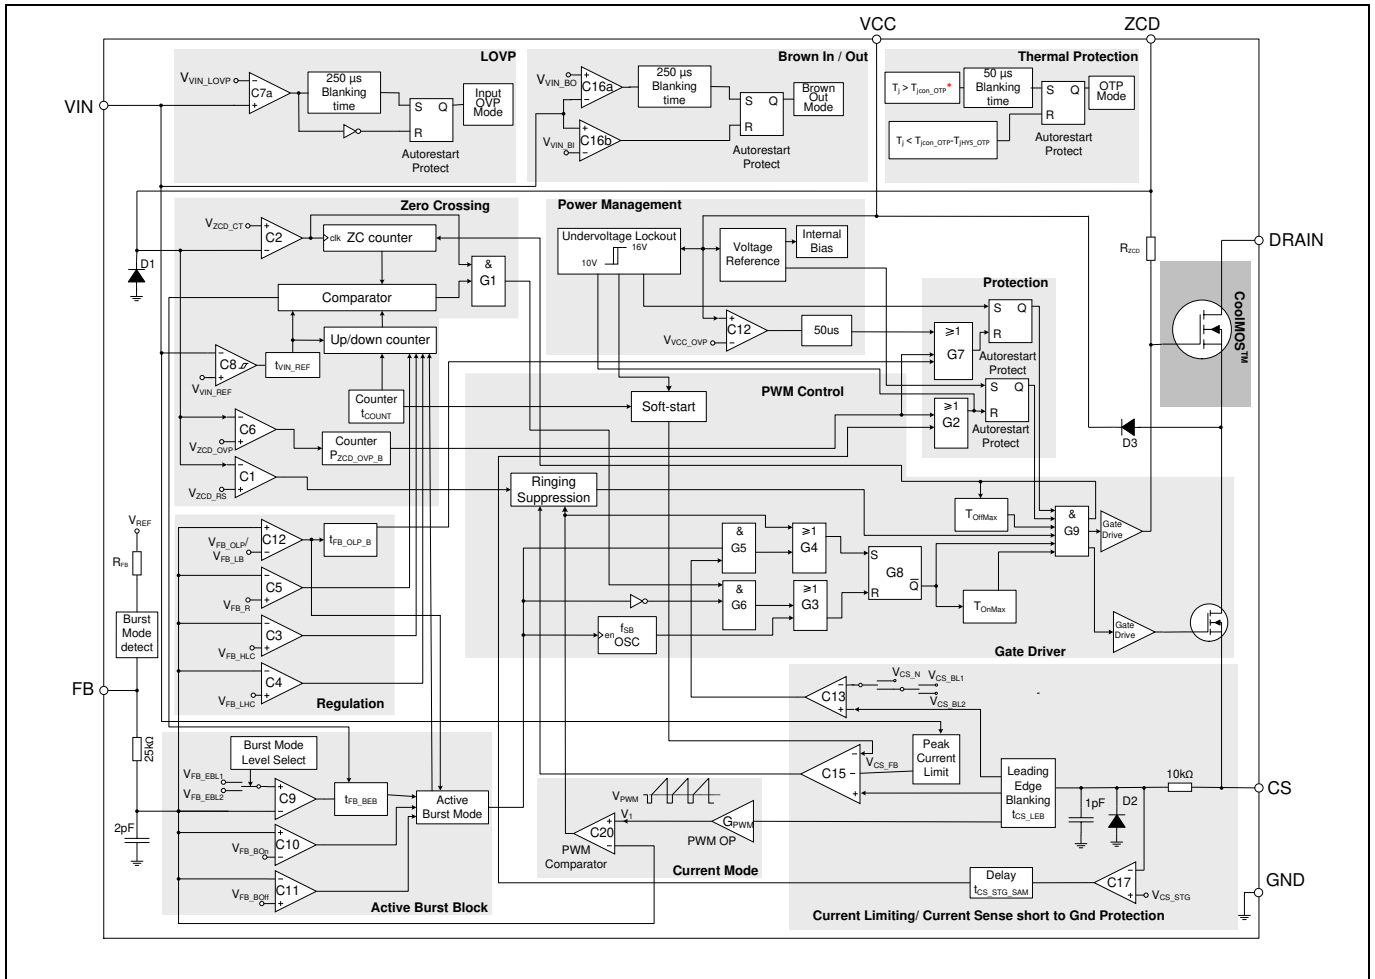 VCC
ZCD
VIN
LOVP
V_VIN_LOVP
−
+
C7a
250 µs
Blanking
time
S
Q
R
Input
OVP
Mode
Autorestart
Protect
Brown In / Out
V_VIN_BO
+
−
C16a
V_VIN_BI
+
−
C16b
250 µs
Blanking
time
S
Q
R
Brown
Out
Mode
Autorestart
Protect
Thermal Protection
Tj > Tjcon_OTP*
50 µs
Blanking
time
Tj < Tjcon_OTP-TjHYS_OTP
S
Q
R
OTP
Mode
Autorestart
Protect
Zero Crossing
V_ZCD_CT
+
−
C2
clk
ZC counter
&
G1
D1
Comparator
Up/down counter
−
+
C8
V_VIN_REF
t_VIN_REF
Counter
t_COUNT
−
+
C6
V_ZCD_OVP
Counter
P_ZCD_OVP_B
−
+
C1
V_ZCD_RS
Power Management
Undervoltage Lockout
16V
10V
Voltage
Reference
Internal
Bias
+
−
C12
V_VCC_OVP
50us
Protection
≥1
G7
S
Q
R
Autorestart
Protect
≥1
G2
S
Q
R
Autorestart
Protect
R_ZCD
DRAIN
CoolMOS™
D3
PWM Control
Soft-start
Ringing
Suppression
&
G5
≥1
G4
&
G6
≥1
G3
S
G8
Q
R
en
f_SB
OSC
T_OffMax
T_OnMax
&
G9
Gate
Drive
Gate
Drive
Gate Driver
V_REF
R_FB
Burst
Mode
detect
FB
25kΩ
2pF
+
−
C12
V_FB_OLP/
V_FB_LB
t_FB_OLP_B
−
+
C5
V_FB_R
−
+
C3
V_FB_HLC
−
+
C4
V_FB_LHC
Regulation
Burst Mode
Level Select
V_FB_EBL1
V_FB_EBL2
+
−
C9
t_FB_BEB
Active
Burst Mode
+
−
C10
V_FB_BOn
−
+
C11
V_FB_BOff
Active Burst Block
V_PWM
V_1
+
−
C20
PWM
Comparator
G_PWM
PWM OP
Current Mode
−
+
C13
V_CS_N
V_CS_BL1
V_CS_BL2
-
−
−
+
C15
V_CS_FB
Peak
Current
Limit
Leading
Edge
Blanking
t_CS_LEB
1pF
D2
10kΩ
CS
Delay
t_CS_STG_SAM
−
+
C17
V_CS_STG
GND
Current Limiting/ Current Sense short to Gnd Protection